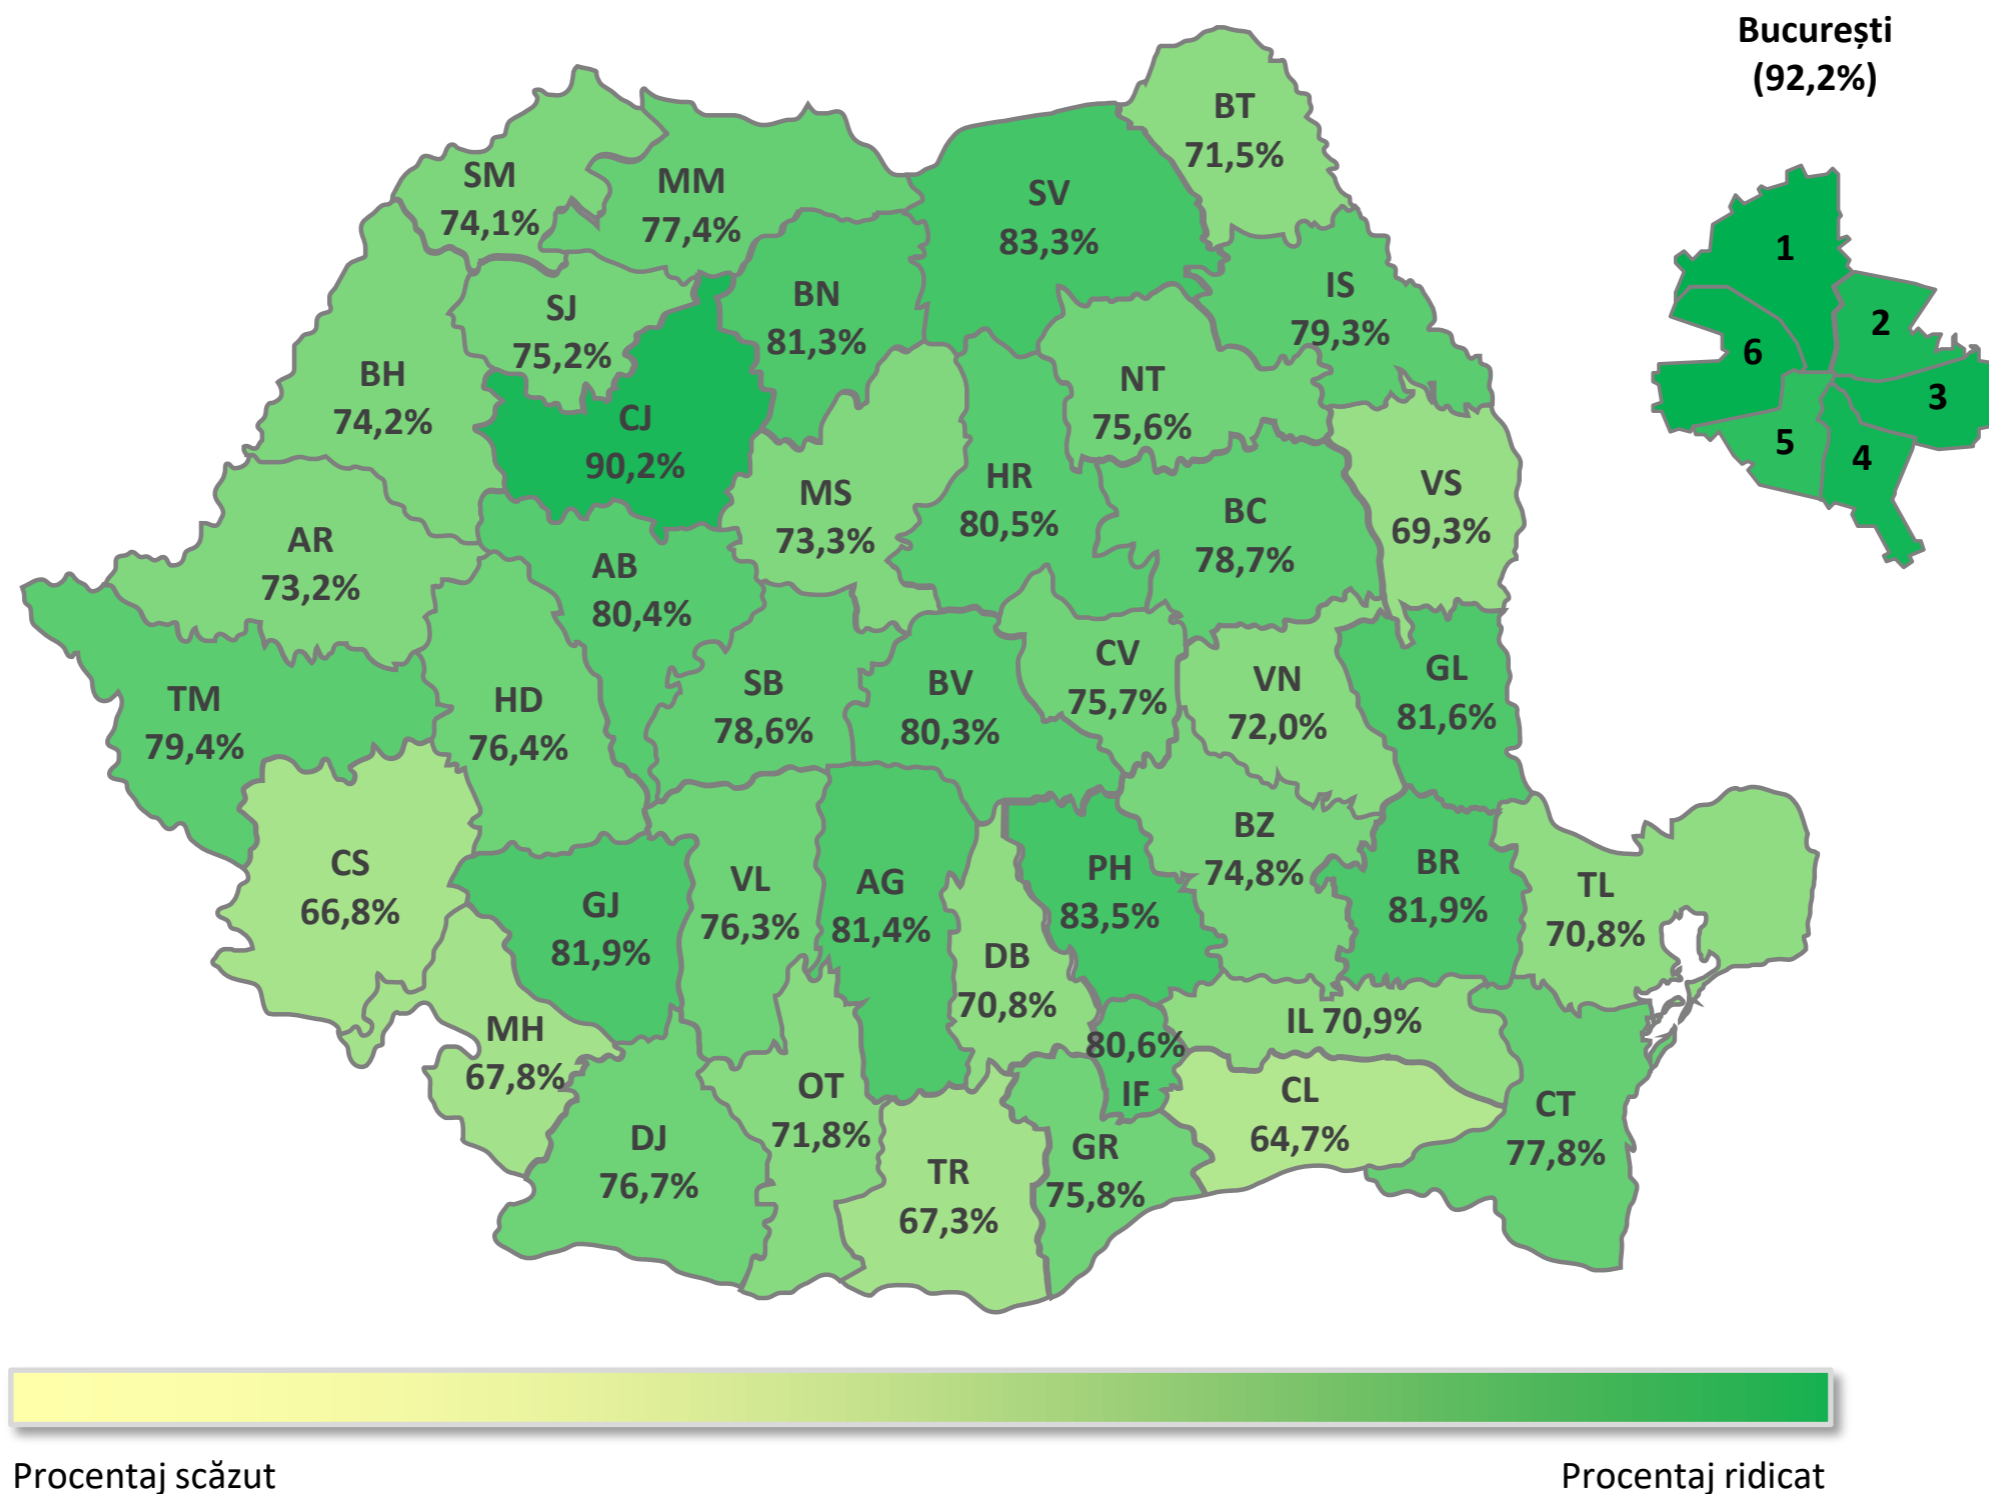 București
(92,2%)
BT
71,5%
SM
74,1%
MM
77,4%
SV
83,3%
1
IS
79,3%
BN
81,3%
SJ
75,2%
2
6
BH
74,2%
NT
75,6%
3
CJ
90,2%
5
4
MS
73,3%
HR
80,5%
BC
78,7%
VS
69,3%
AR
73,2%
AB
80,4%
CV
75,7%
GL
81,6%
TM
79,4%
HD
76,4%
SB
78,6%
BV
80,3%
VN
72,0%
BZ
74,8%
CS
66,8%
GJ
81,9%
VL
76,3%
AG
81,4%
PH
83,5%
BR
81,9%
TL
70,8%
DB
70,8%
MH
67,8%
80,6%
IF
IL 70,9%
OT
71,8%
CL
64,7%
CT
77,8%
DJ
76,7%
TR
67,3%
GR
75,8%
Procentaj scăzut
Procentaj ridicat